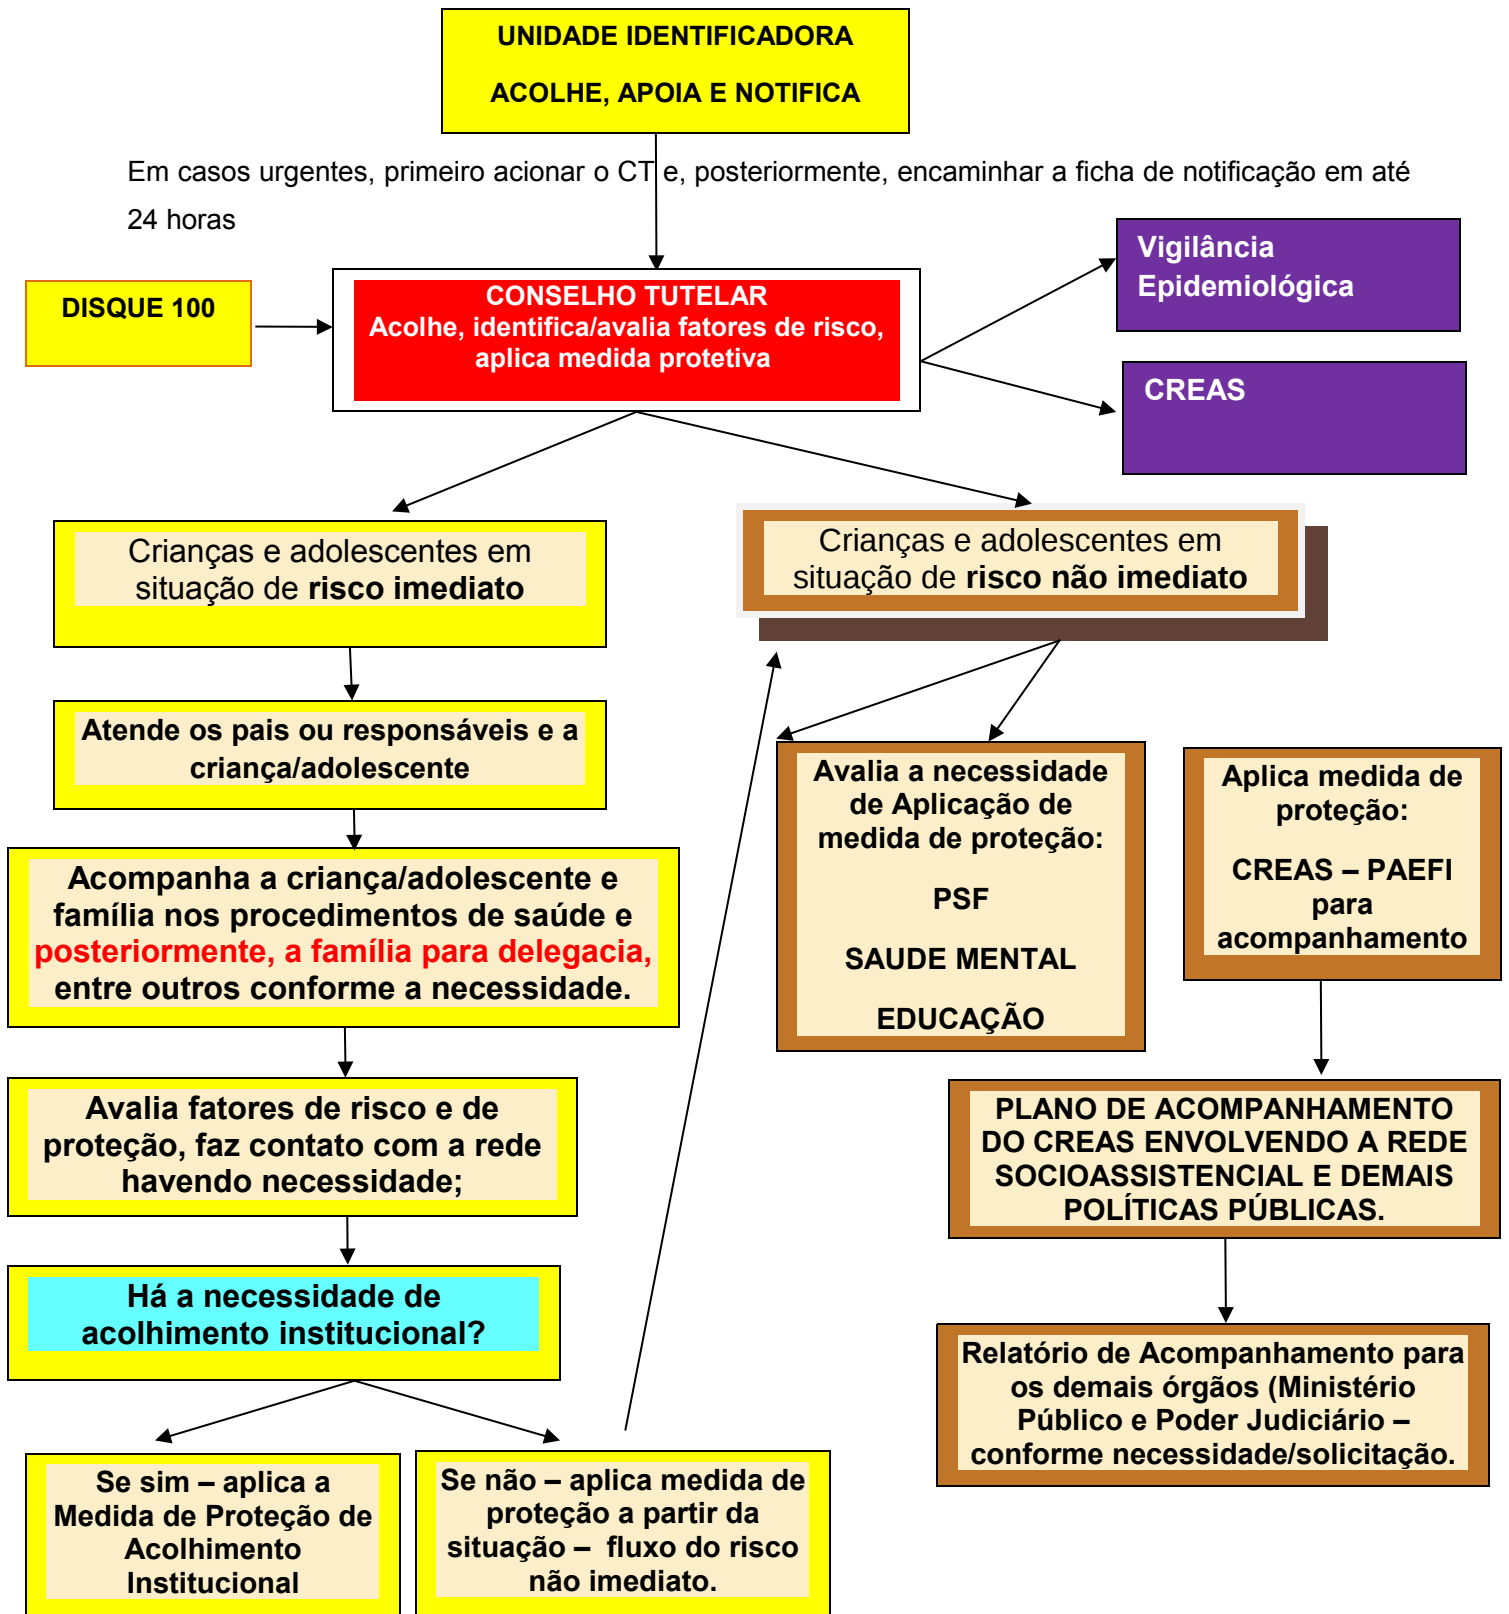 UNIDADE IDENTIFICADORA
ACOLHE, APOIA E NOTIFICA
Em casos urgentes, primeiro acionar o CT e, posteriormente, encaminhar a ficha de notificação em até
24 horas
DISQUE 100
CONSELHO TUTELAR
Acolhe, identifica/avalia fatores de risco,
aplica medida protetiva
Vigilância
Epidemiológica
CREAS
Crianças e adolescentes em
situação de risco imediato
Crianças e adolescentes em
situação de risco não imediato
Atende os pais ou responsáveis e a
criança/adolescente
Acompanha a criança/adolescente e
família nos procedimentos de saúde e
posteriormente, a família para delegacia,
entre outros conforme a necessidade.
Avalia fatores de risco e de
proteção, faz contato com a rede
havendo necessidade;
Há a necessidade de
acolhimento institucional?
Se sim – aplica a
Medida de Proteção de
Acolhimento
Institucional
Se não – aplica medida de
proteção a partir da
situação – fluxo do risco
não imediato.
Avalia a necessidade
de Aplicação de
medida de proteção:
PSF
SAUDE MENTAL
EDUCAÇÃO
Aplica medida de
proteção:
CREAS – PAEFI
para
acompanhamento
PLANO DE ACOMPANHAMENTO
DO CREAS ENVOLVENDO A REDE
SOCIOASSISTENCIAL E DEMAIS
POLÍTICAS PÚBLICAS.
Relatório de Acompanhamento para
os demais órgãos (Ministério
Público e Poder Judiciário –
conforme necessidade/solicitação.